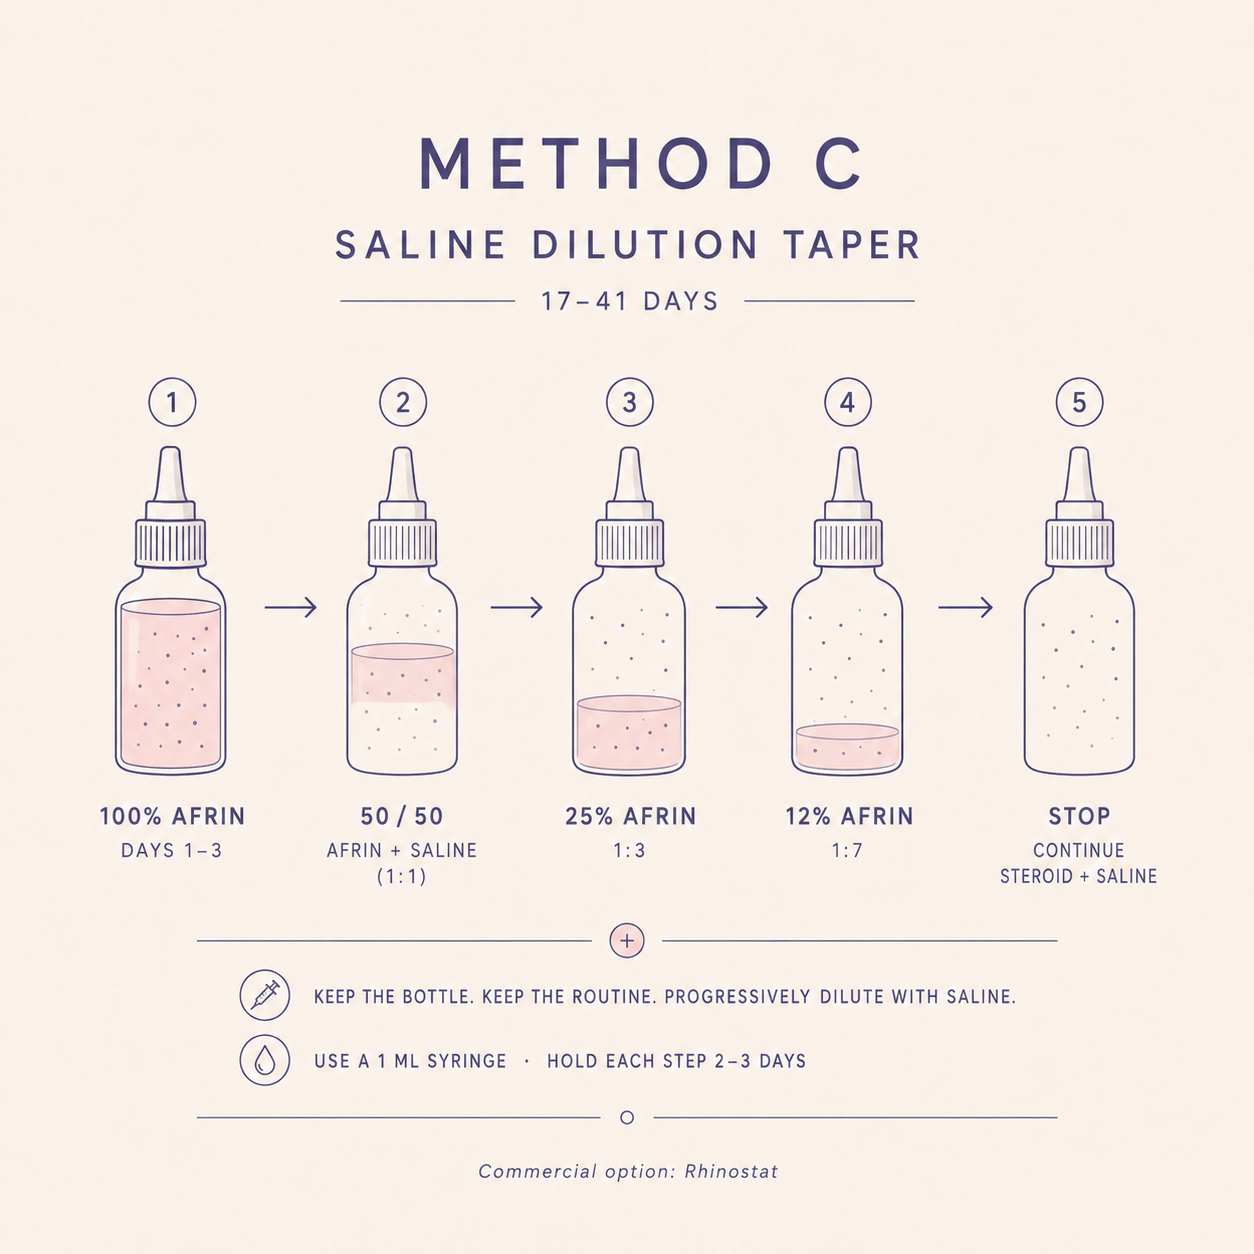 METHOD C
SALINE DILUTION TAPER
17–41 DAYS
1
2
3
4
5
100% AFRIN
DAYS 1–3
50 / 50
AFRIN + SALINE
(1:1)
25% AFRIN
1:3
12% AFRIN
1:7
STOP
CONTINUE
STEROID + SALINE
KEEP THE BOTTLE. KEEP THE ROUTINE. PROGRESSIVELY DILUTE WITH SALINE.
USE A 1 ML SYRINGE · HOLD EACH STEP 2–3 DAYS
Commercial option: Rhinostat